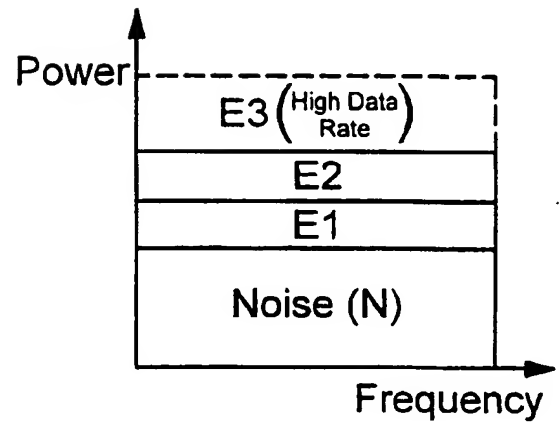 Power
E3 (High Data
Rate)
E2
E1
Noise (N)
Frequency